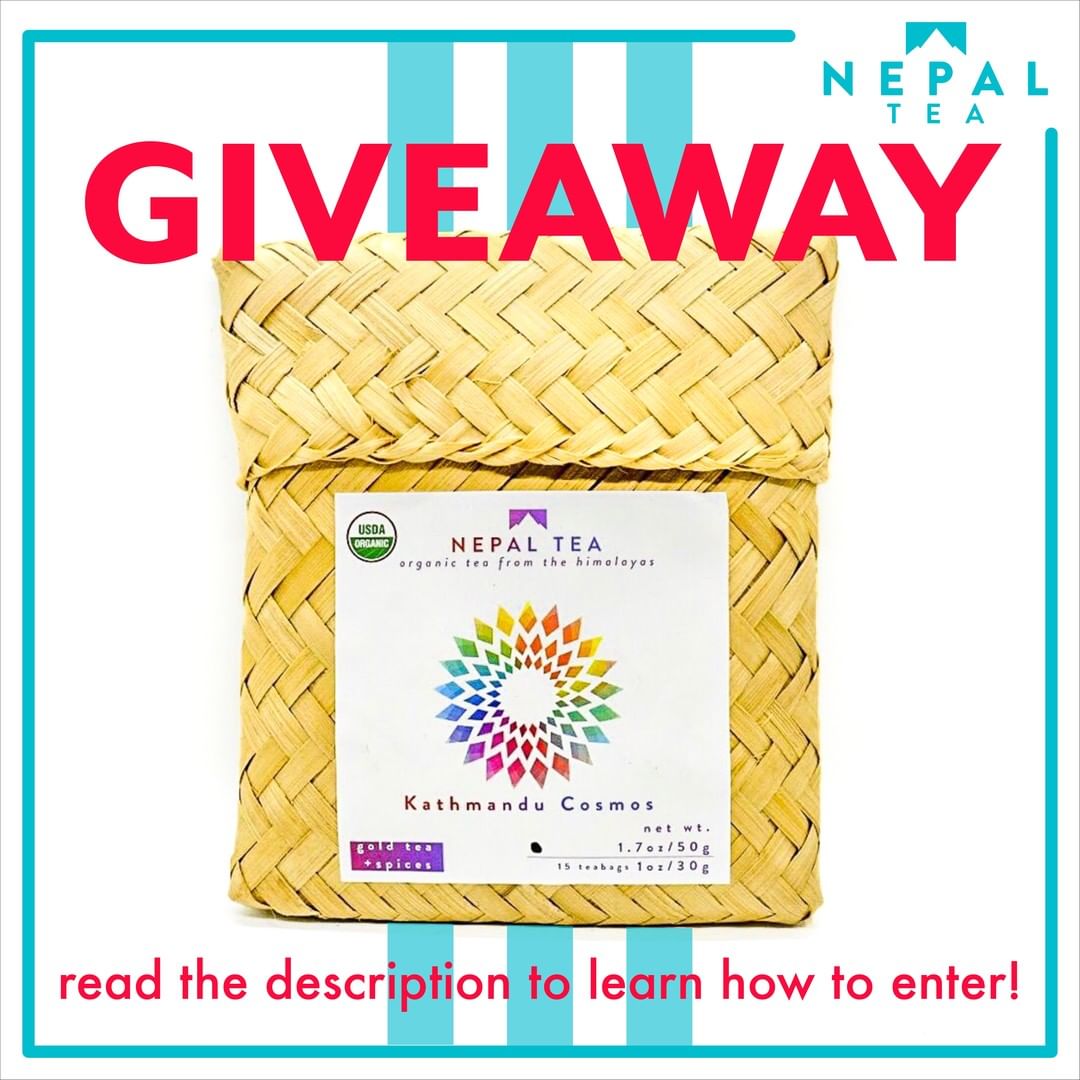 NEPAL
TEA
GIVEAWAY
USDA
ORGANIC
NEPAL TEA
organic tea from the himalayas
Kathmandu Cosmos
net wt.
1.7oz/50g
15 teabags 1oz/30g
gold tea
+spices
read the description to learn how to enter!